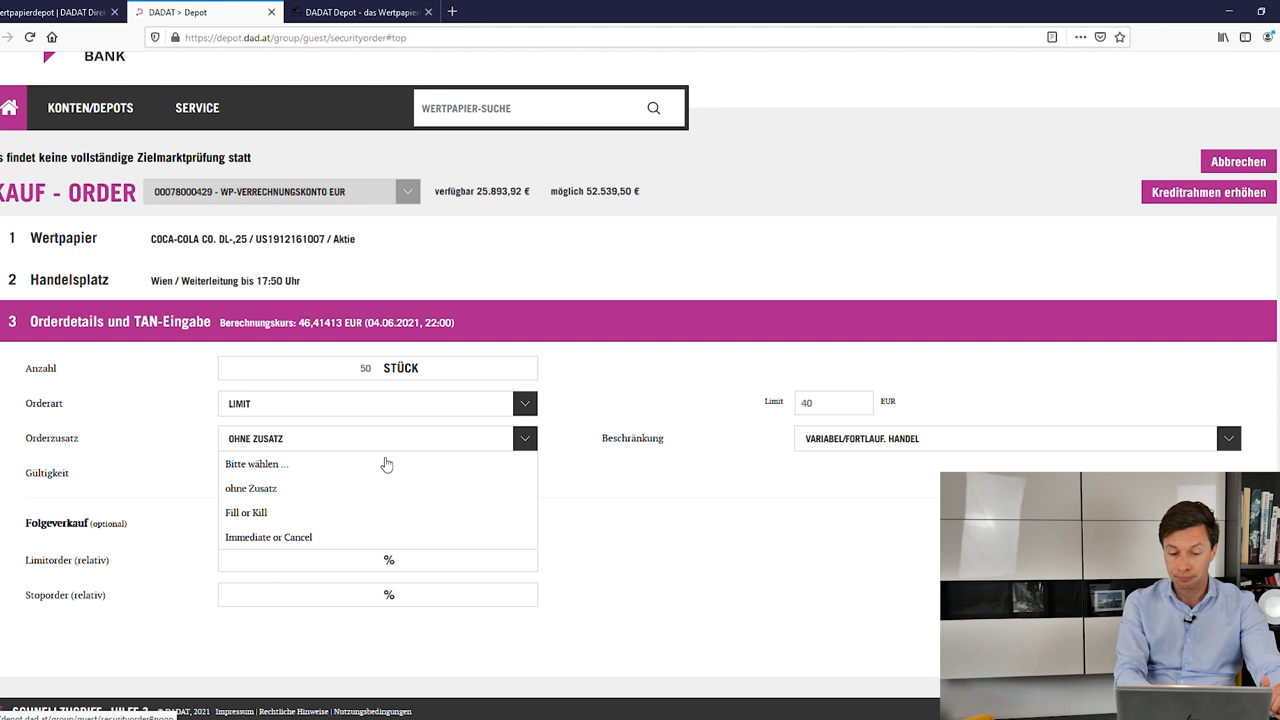 ertpapierdepot | DADAT Direk
DADAT > Depot
DADAT Depot - das Wertpapier
https://depot.dad.at/group/guest/securityorder#top
BANK
KONTEN/DEPOTS
SERVICE
WERTPAPIER-SUCHE
s findet keine vollständige Zielmarktprüfung statt
Abbrechen
KAUF - ORDER
00078000429 - WP-VERRECHNUNGSKONTO EUR
verfügbar 25.893,92 €
möglich 52.539,50 €
Kreditrahmen erhöhen
1 Wertpapier
COCA-COLA CO. DL-,25 / US1912161007 / Aktie
2 Handelsplatz
Wien / Weiterleitung bis 17:50 Uhr
3 Orderdetails und TAN-Eingabe Berechnungskurs: 46,41413 EUR (04.06.2021, 22:00)
Anzahl
50 STÜCK
Orderart
LIMIT
Limit
40
EUR
Orderzusatz
OHNE ZUSATZ
Beschränkung
VARIABEL/FORTLAUF. HANDEL
Bitte wählen ...
Gültigkeit
ohne Zusatz
Fill or Kill
Folgeverkauf (optional)
Immediate or Cancel
Limitorder (relativ)
%
Stoporder (relativ)
%
© DADAT, 2021 Impressum | Rechtliche Hinweise | Nutzungsbedingungen